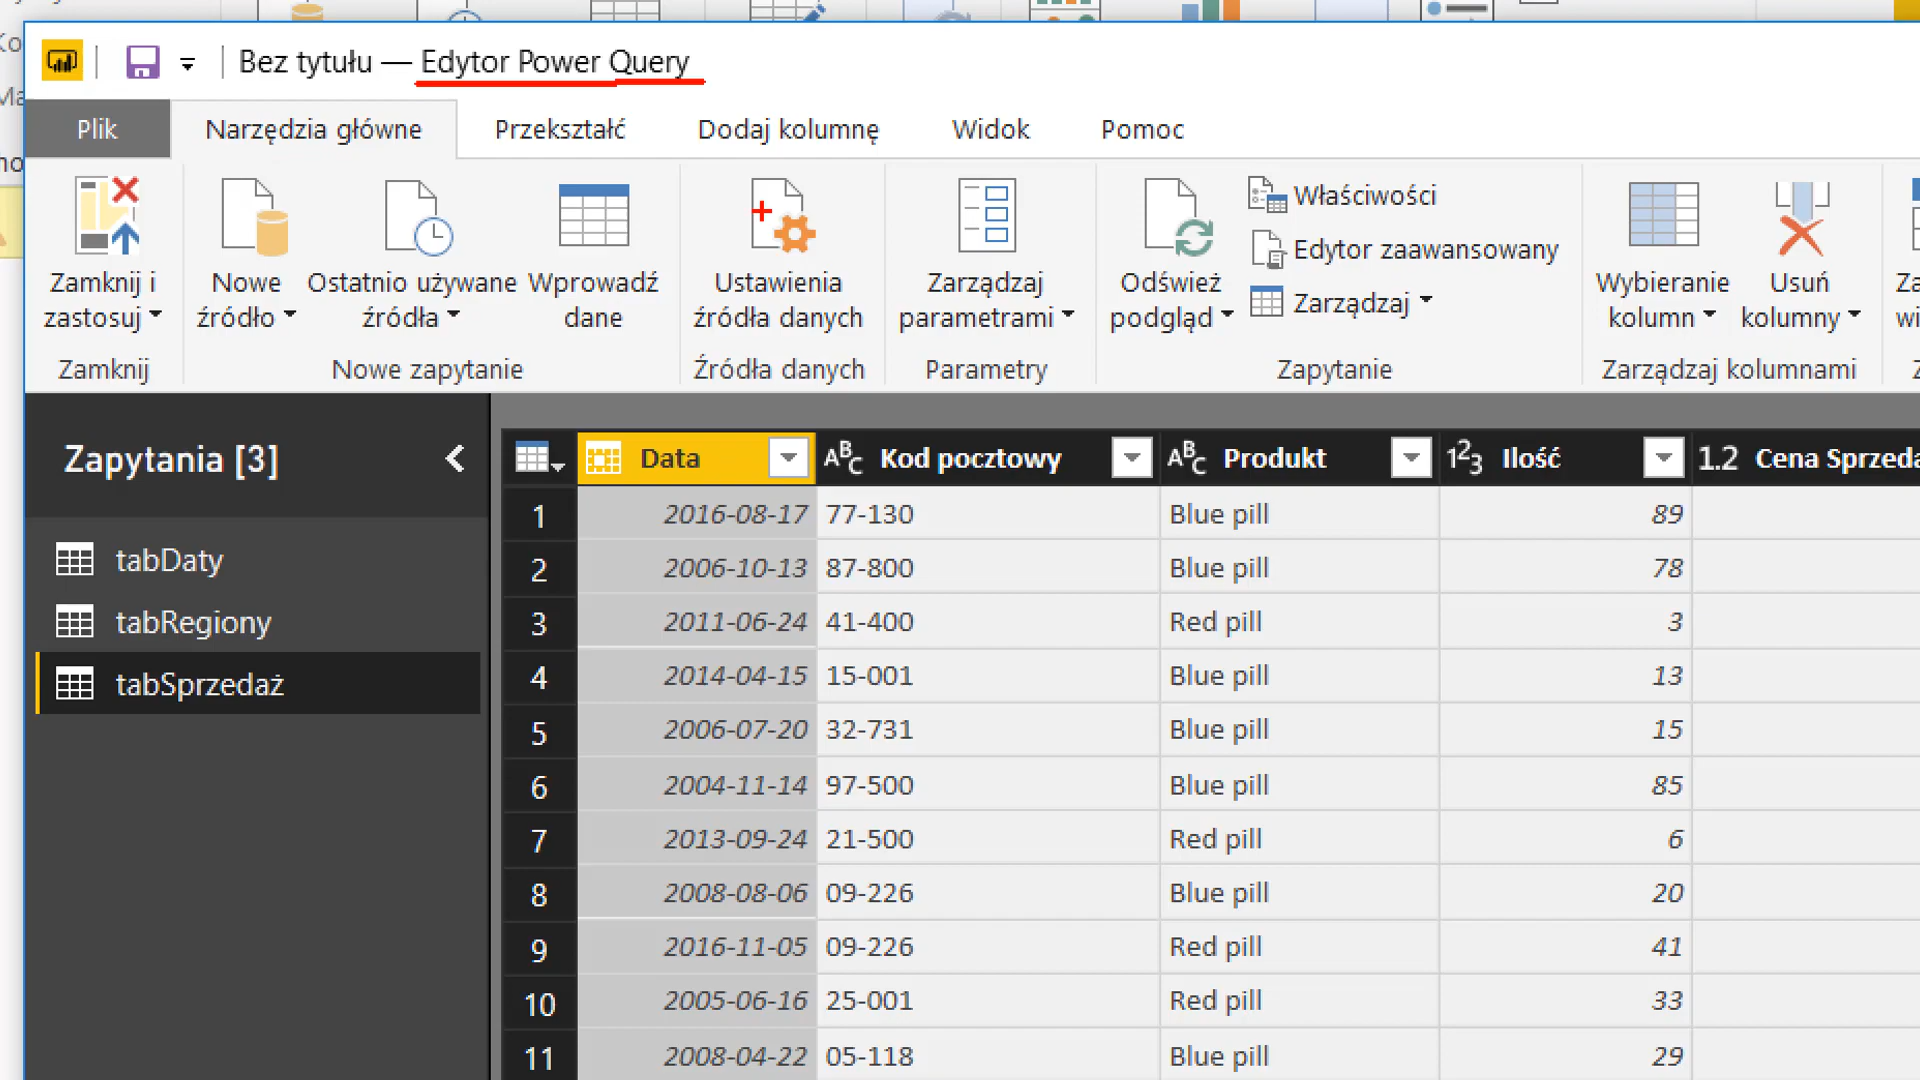 Bez tytułu — Edytor Power Query
Plik Narzędzia główne Przekształć Dodaj kolumnę Widok Pomoc
Zamknij i zastosuj
Nowe źródło
Ostatnio używane źródła
Wprowadź dane
Ustawienia źródła danych
Zarządzaj parametrami
Odśwież podgląd
Właściwości
Edytor zaawansowany
Zarządzaj
Wybieranie kolumn
Usuń kolumny
Zamknij Nowe zapytanie Źródła danych Parametry Zapytanie Zarządzaj kolumnami
Zapytania [3]
tabDaty
tabRegiony
tabSprzedaż
Data ABC Kod pocztowy ABC Produkt 123 Ilość 1.2 Cena
1 2016-08-17 77-130 Blue pill 89
2 2006-10-13 87-800 Blue pill 78
3 2011-06-24 41-400 Red pill 3
4 2014-04-15 15-001 Blue pill 13
5 2006-07-20 32-731 Blue pill 15
6 2004-11-14 97-500 Blue pill 85
7 2013-09-24 21-500 Red pill 6
8 2008-08-06 09-226 Blue pill 20
9 2016-11-05 09-226 Red pill 41
10 2005-06-16 25-001 Red pill 33
11 2008-04-22 05-118 Blue pill 29